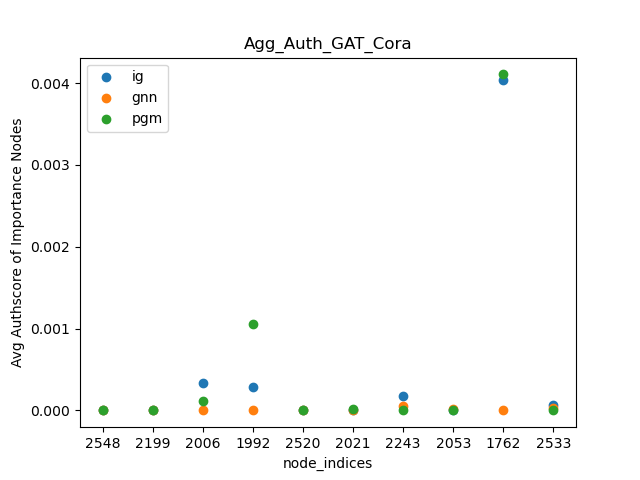 Agg_Auth_GAT_Cora
ig
gnn
pgm
Avg Authscore of Importance Nodes
0.004
0.003
0.002
0.001
0.000
2548 2199 2006 1992 2520 2021 2243 2053 1762 2533
node_indices